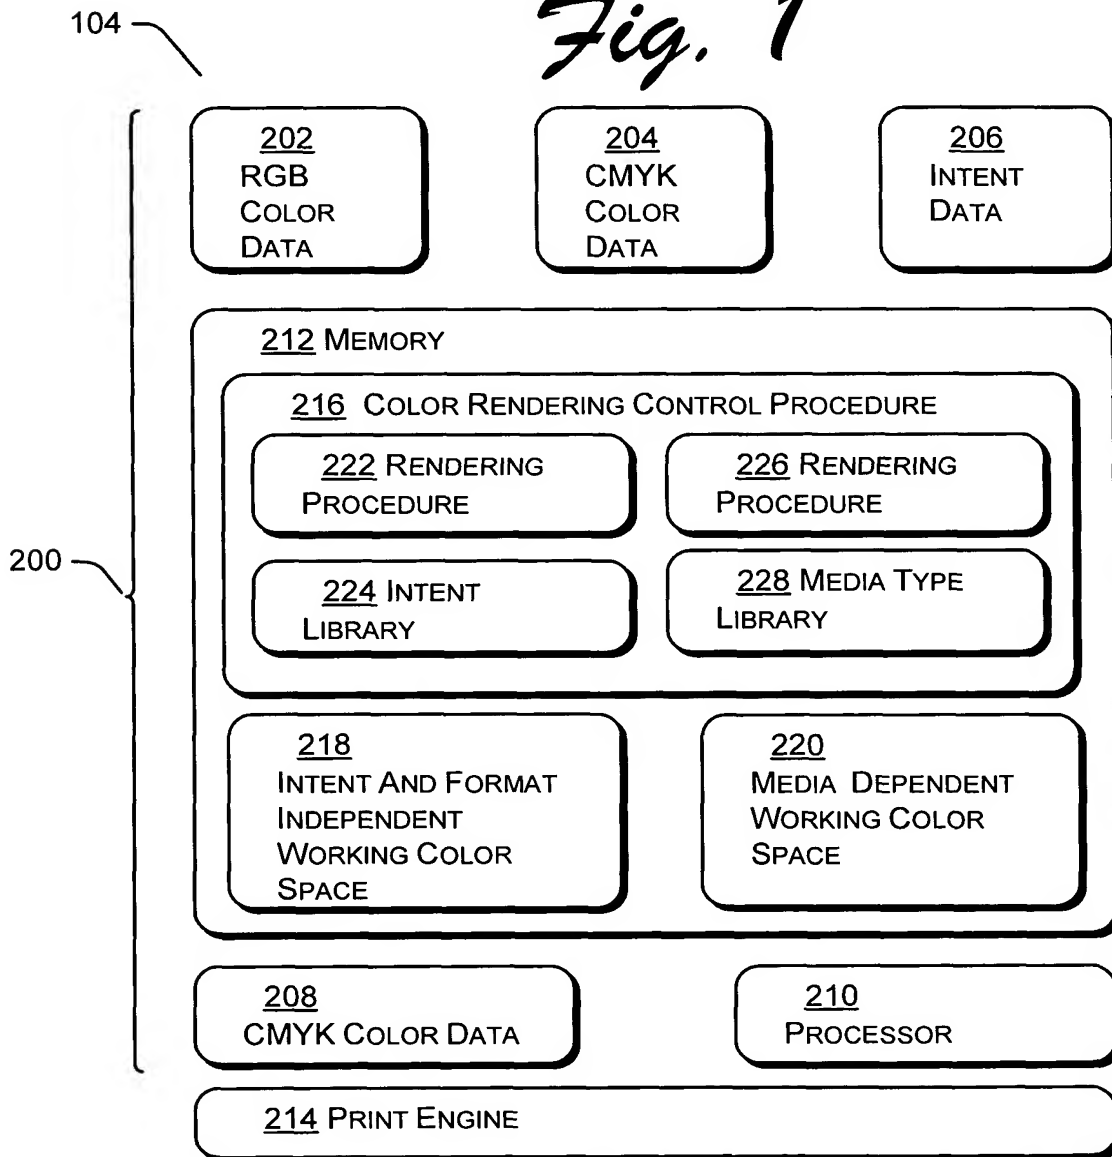 Fig. 1
104
202
RGB
COLOR
DATA
204
CMYK
COLOR
DATA
206
INTENT
DATA
212 MEMORY
216 COLOR RENDERING CONTROL PROCEDURE
222 RENDERING
PROCEDURE
226 RENDERING
PROCEDURE
200
224 INTENT
LIBRARY
228 MEDIA TYPE
LIBRARY
218
INTENT AND FORMAT
INDEPENDENT
WORKING COLOR
SPACE
220
MEDIA DEPENDENT
WORKING COLOR
SPACE
208
CMYK COLOR DATA
210
PROCESSOR
214 PRINT ENGINE